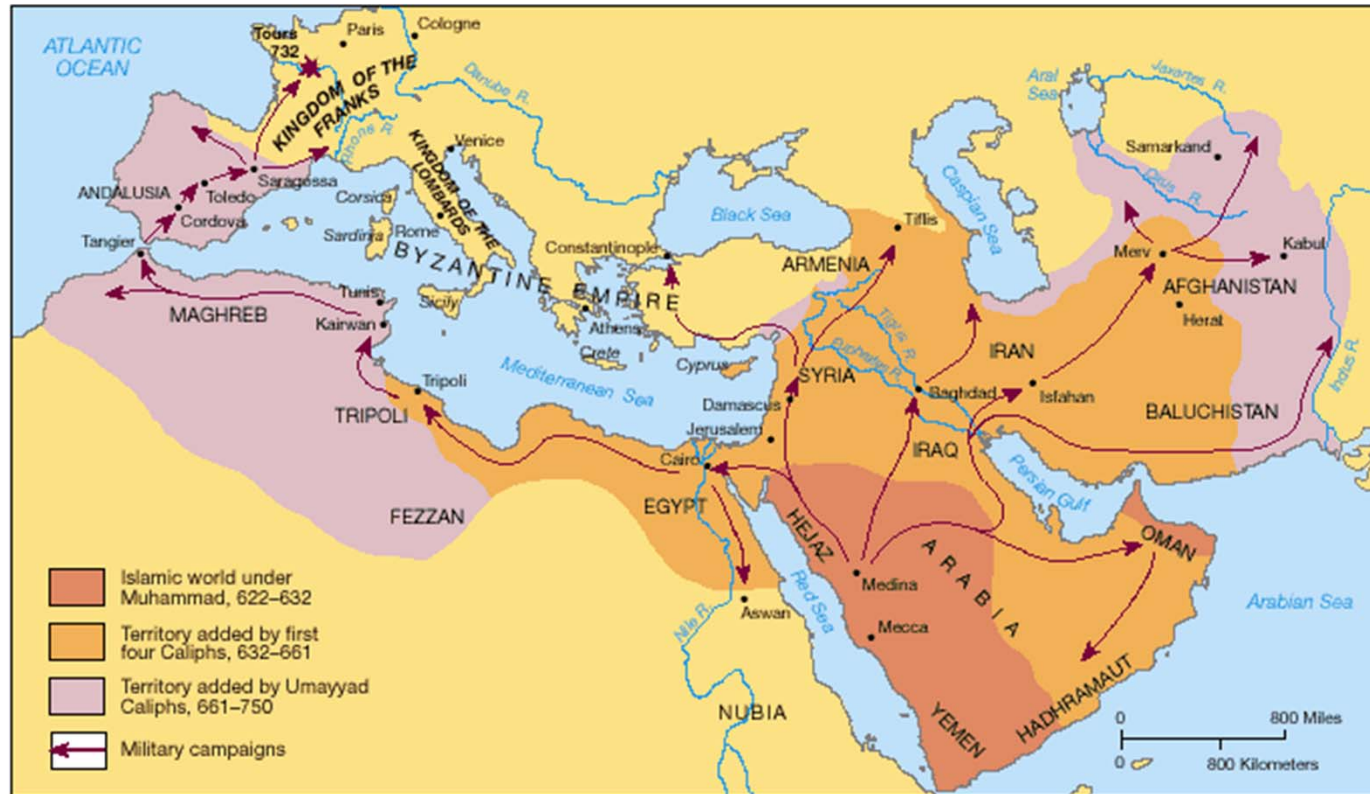 ATLANTIC
OCEAN
Tours
732
Paris
Cologne
KINGDOM OF THE
FRANKS
Danube R.
Rhone R.
KINGDOM OF THE
LOMBARDS
Venice
Aral
Sea
Jaxartes R.
Samarkand
Oxus R.
Caspian Sea
Black Sea
Tiflis
ANDALUSIA
Toledo
Saragossa
Cordova
Corsica
Sardinia
Rome
Constantinople
ARMENIA
Merv
Kabul
AFGHANISTAN
Herat
Tangier
BYZANTINE EMPIRE
MAGHREB
Tunis
Kairwan
Sicily
Athens
Crete
Cyprus
Tigris R.
Euphrates R.
IRAN
Indus R.
Mediterranean Sea
SYRIA
Damascus
Jerusalem
Baghdad
Isfahan
BALUCHISTAN
Tripoli
TRIPOLI
IRAQ
Cairo
Persian Gulf
FEZZAN
EGYPT
HEJAZ
ARABIA
OMAN
Medina
Red Sea
Aswan
Mecca
Arabian Sea
Nile R.
NUBIA
YEMEN
HADHRAMAUT
Islamic world under
Muhammad, 622–632
Territory added by first
four Caliphs, 632–661
Territory added by Umayyad
Caliphs, 661–750
Military campaigns
0 800 Miles
0 800 Kilometers